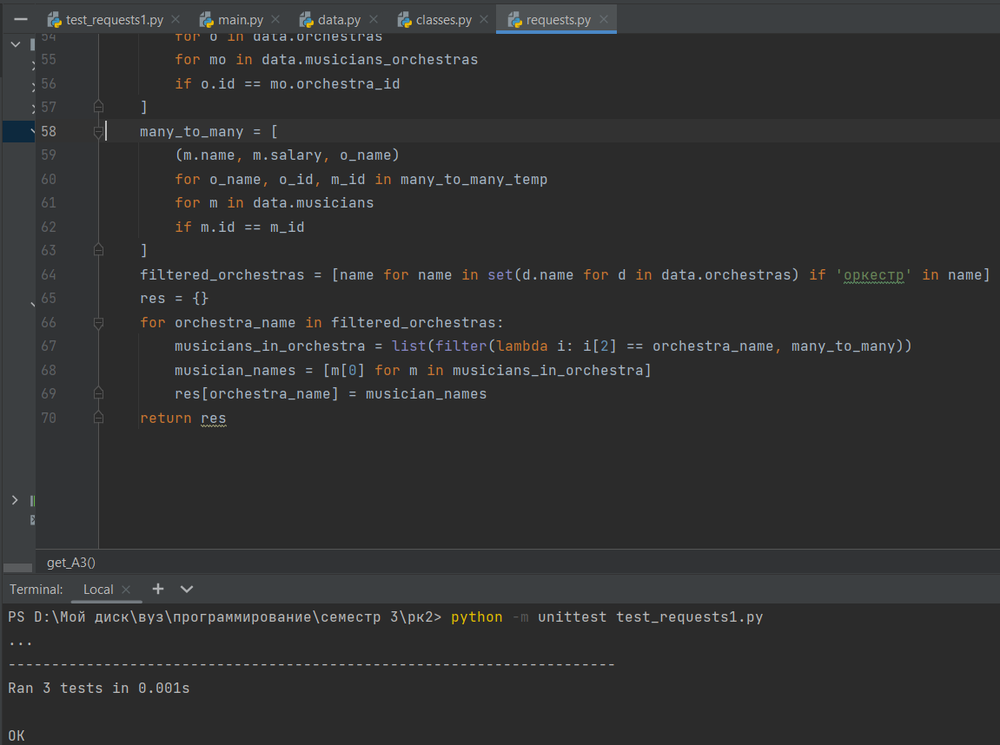 test_requests1.py main.py data.py classes.py requests.py
54 for o in data.orchestras
55 for mo in data.musicians_orchestras
56 if o.id == mo.orchestra_id
57 ]
58 many_to_many = [
59 (m.name, m.salary, o_name)
60 for o_name, o_id, m_id in many_to_many_temp
61 for m in data.musicians
62 if m.id == m_id
63 ]
64 filtered_orchestras = [name for name in set(d.name for d in data.orchestras) if 'оркестр' in name]
65 res = {}
66 for orchestra_name in filtered_orchestras:
67 musicians_in_orchestra = list(filter(lambda i: i[2] == orchestra_name, many_to_many))
68 musician_names = [m[0] for m in musicians_in_orchestra]
69 res[orchestra_name] = musician_names
70 return res
get_A3()
Terminal: Local
PS D:\Мой диск\вуз\программирование\семестр 3\рк2> python -m unittest test_requests1.py
...
----------------------------------------------------------------------
Ran 3 tests in 0.001s
OK